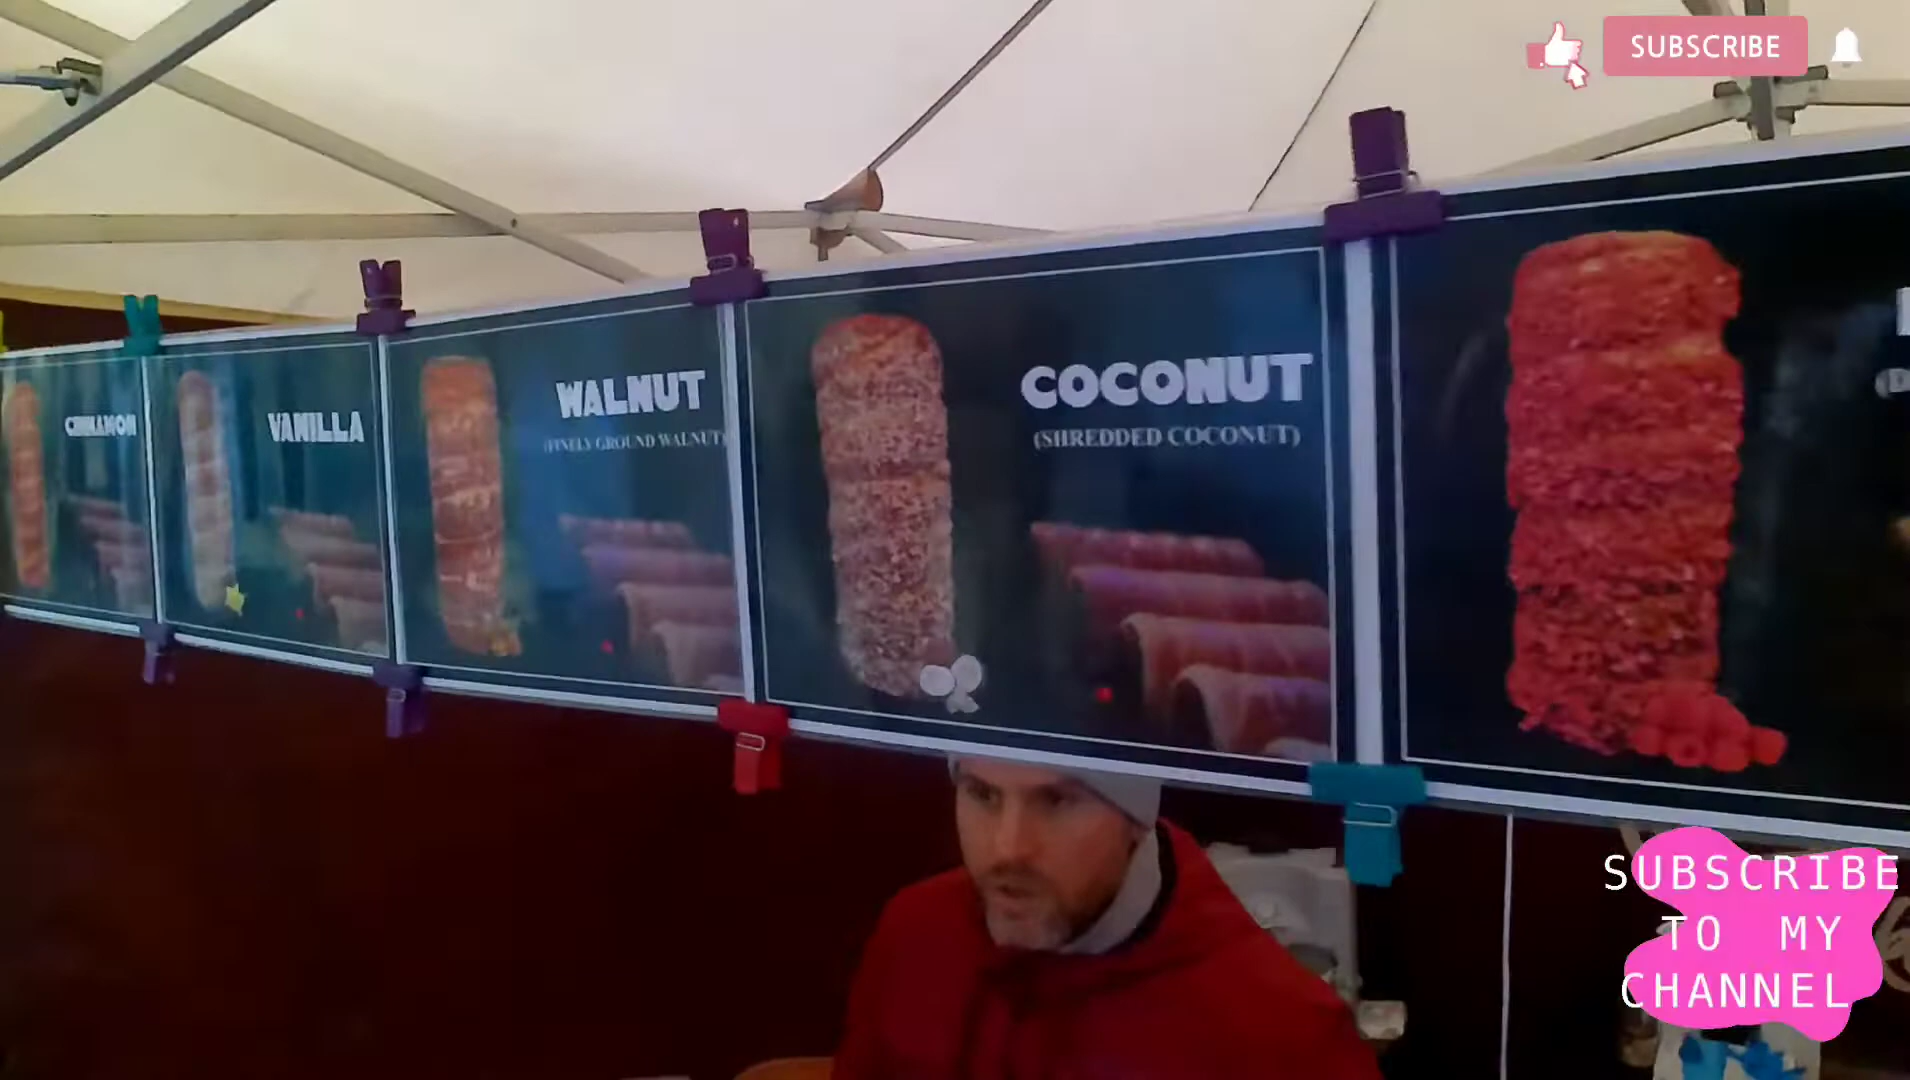 SUBSCRIBE
CINNAMON
VANILLA
WALNUT
(FINELY GROUND WALNUT)
COCONUT
(SHREDDED COCONUT)
SUBSCRIBE
TO MY
CHANNEL